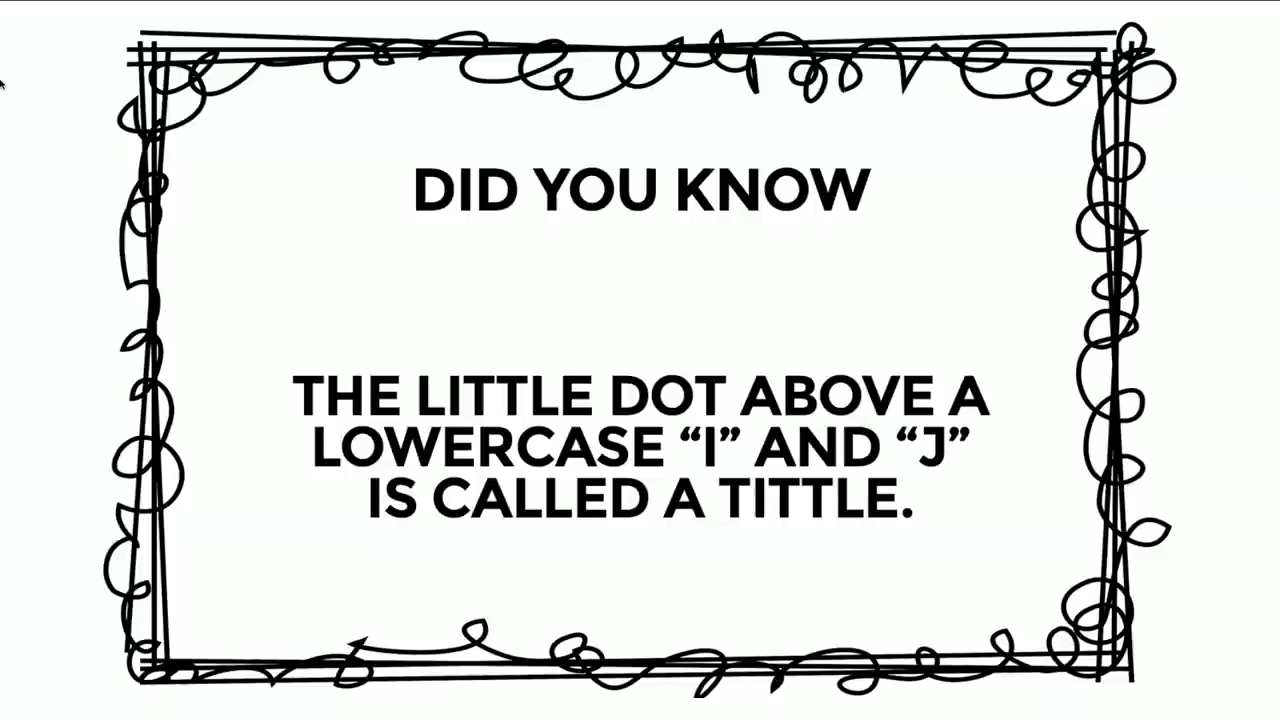 DID YOU KNOW
THE LITTLE DOT ABOVE A
LOWERCASE “I” AND “J”
IS CALLED A TITTLE.